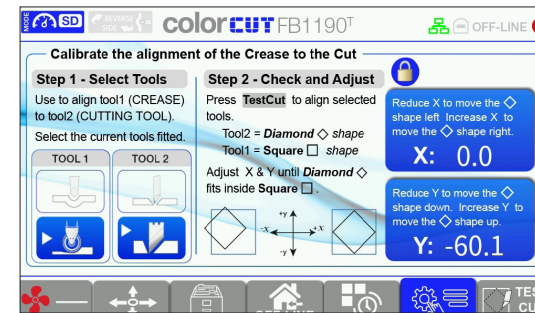 MODE
SD
REVERSE
SIDE
colorCUT FB1190T
OFF-LINE
Calibrate the alignment of the Crease to the Cut
Step 1 - Select Tools
Use to align tool1 (CREASE)
to tool2 (CUTTING TOOL).
Select the current tools fitted.
TOOL 1
TOOL 2
Step 2 - Check and Adjust
Press TestCut to align selected
tools.
Tool2 = Diamond ◇ shape
Tool1 = Square □ shape
Adjust X & Y until Diamond ◇
fits inside Square □ .
+y
-x
+x
-y
Reduce X to move the ◇
shape left Increase X to
move the ◇ shape right.
X: 0.0
Reduce Y to move the ◇
shape down. Increase Y to
move the ◇ shape up.
Y: -60.1
OFF LINE
TES
CU